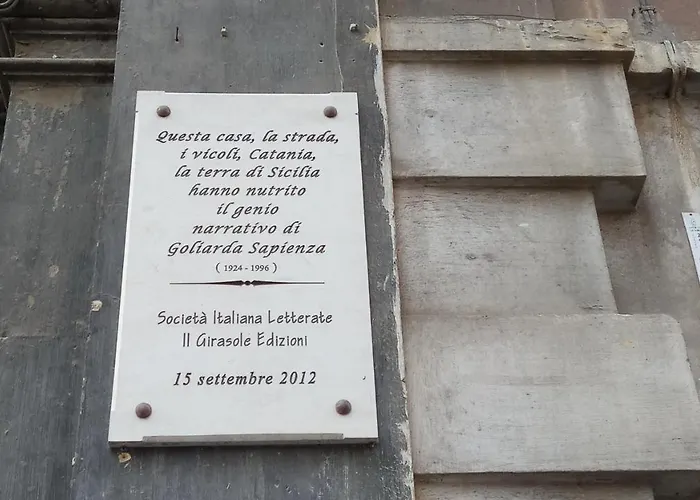 Questa casa, la strada,
i vicoli, Catania,
la terra di Sicilia
hanno nutrito
il genio
narrativo di
Goliarda Sapienza
( 1924 - 1996 )
Società Italiana Letterate
Il Girasole Edizioni
15 settembre 2012